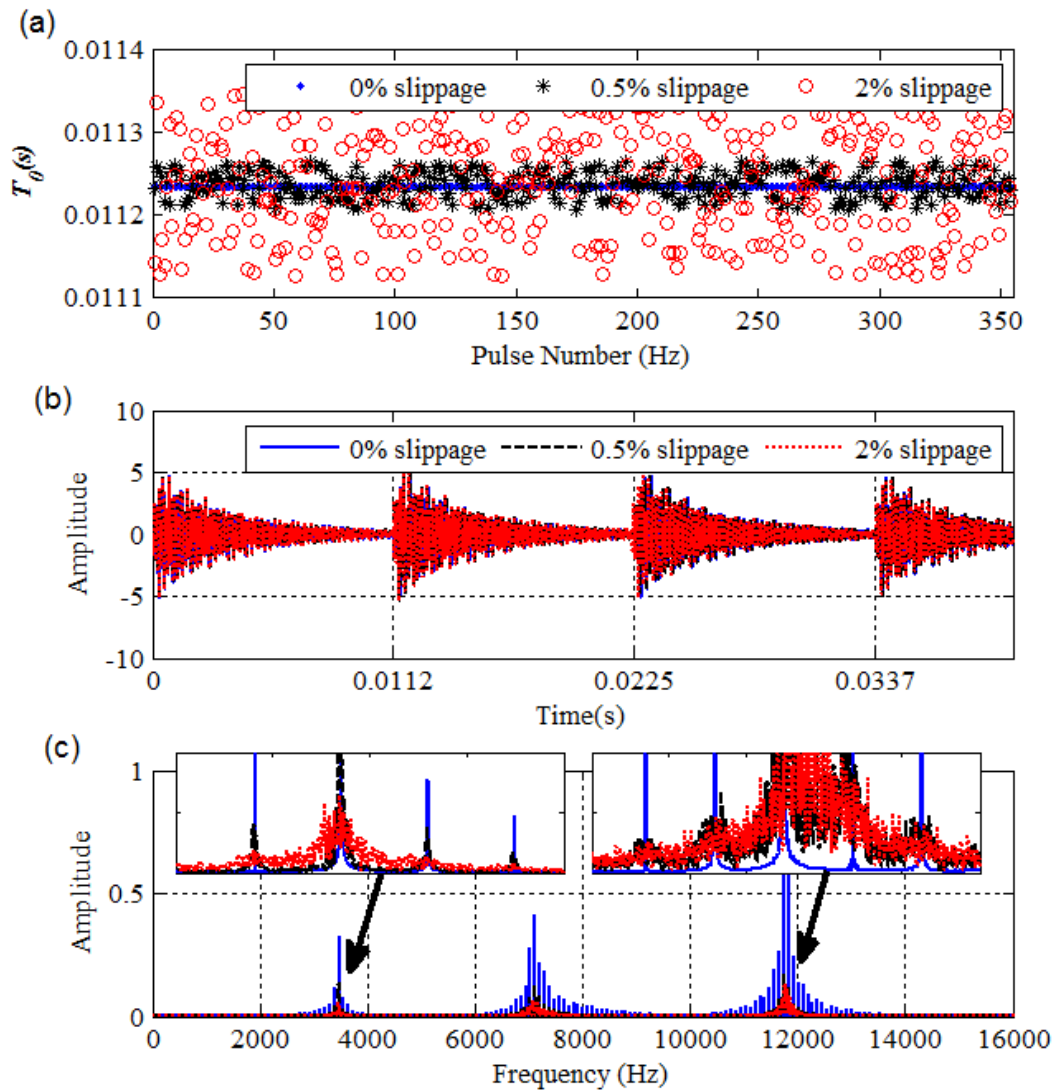 (a)
0.0114
0.0113
0.0112
0.0111
T0(s)
0% slippage 0.5% slippage 2% slippage
0 50 100 150 200 250 300 350
Pulse Number (Hz)
(b)
10
5
0
-5
-10
Amplitude
0% slippage 0.5% slippage 2% slippage
0 0.0112 0.0225 0.0337
Time(s)
(c)
1
0.5
0
Amplitude
0 2000 4000 6000 8000 10000 12000 14000 16000
Frequency (Hz)